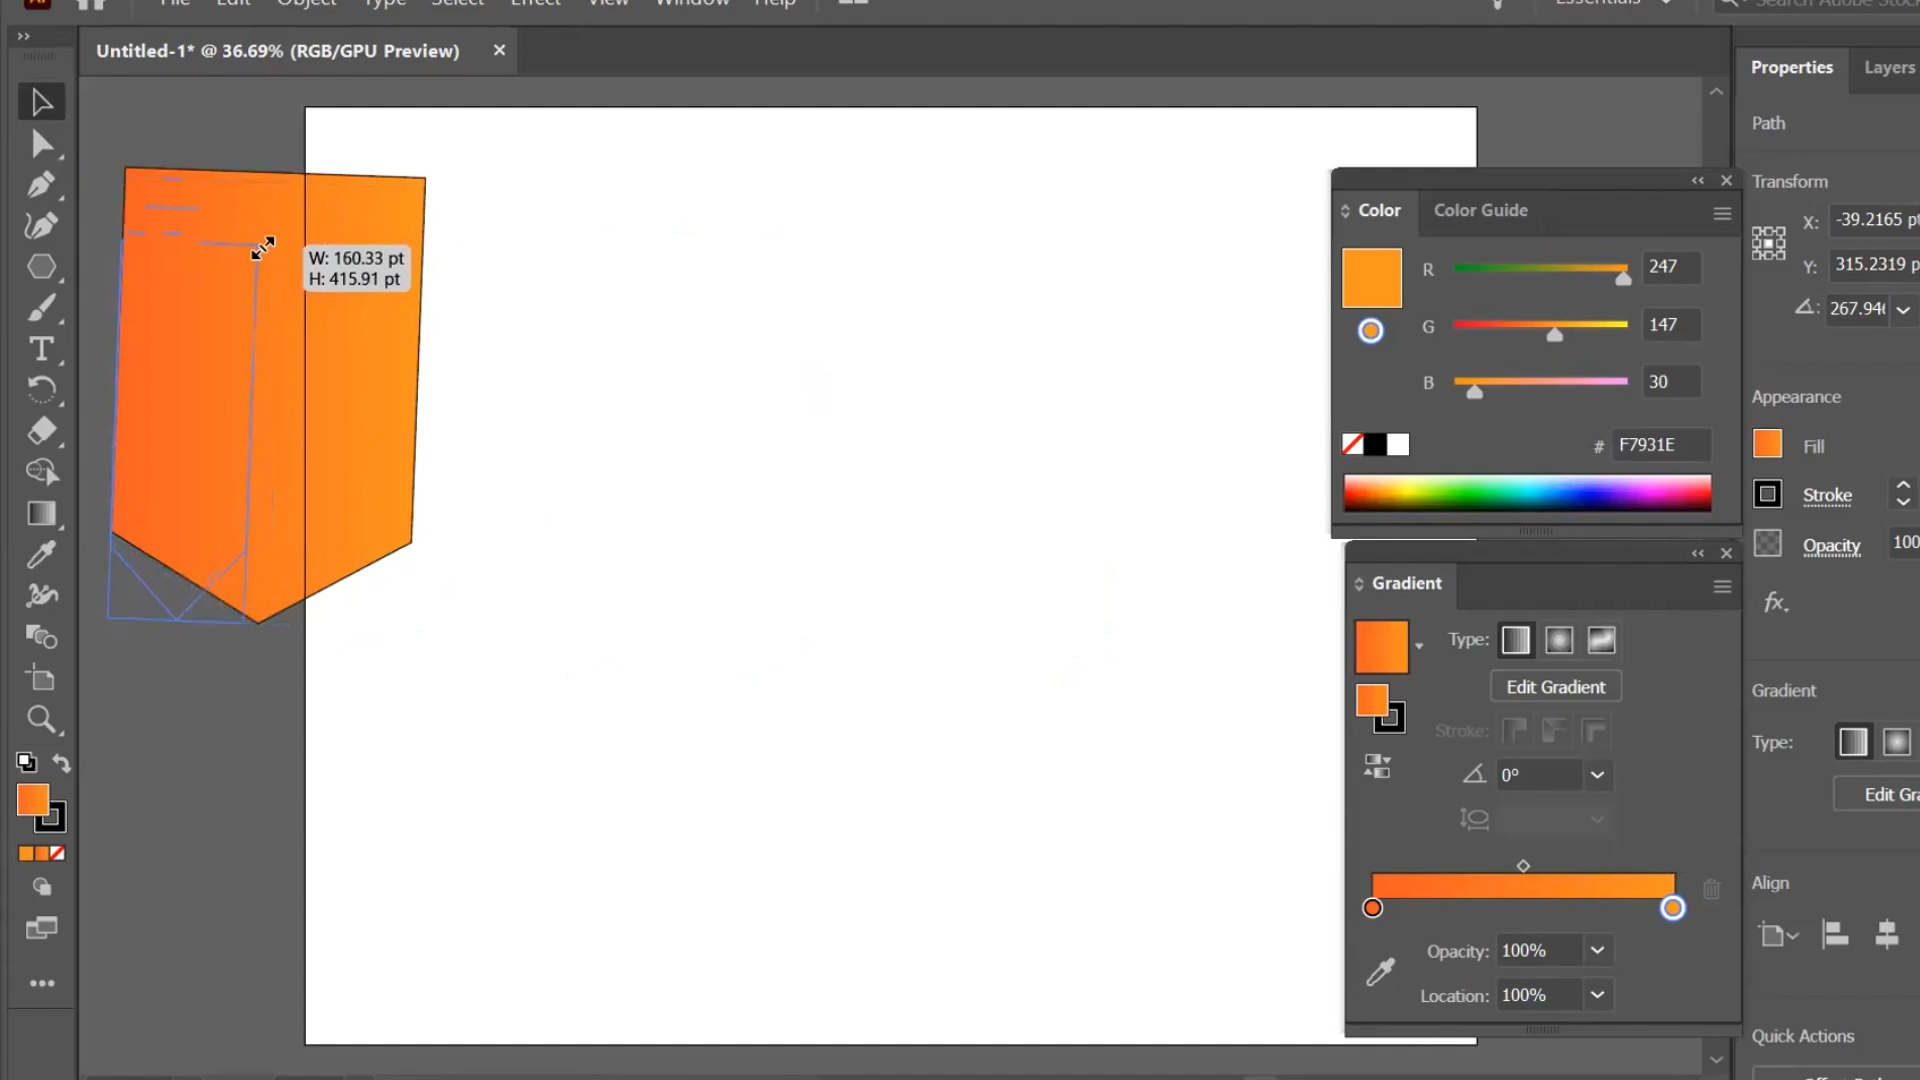 File Edit Object Type Select Effect View Window Help
Essentials
Search Adobe Stock
Untitled-1* @ 36.69% (RGB/GPU Preview)
Properties
Layers
Path
Transform
X: -39.2165 pt
Y: 315.2319 p
267.946
W: 160.33 pt
H: 415.91 pt
Color
Color Guide
R
247
G
147
B
30
# F7931E
Appearance
Fill
Stroke
Opacity
100
fx.
Gradient
Type:
Edit Gradient
Stroke:
0°
Opacity: 100%
Location: 100%
Gradient
Type:
Edit Gra
Align
Quick Actions